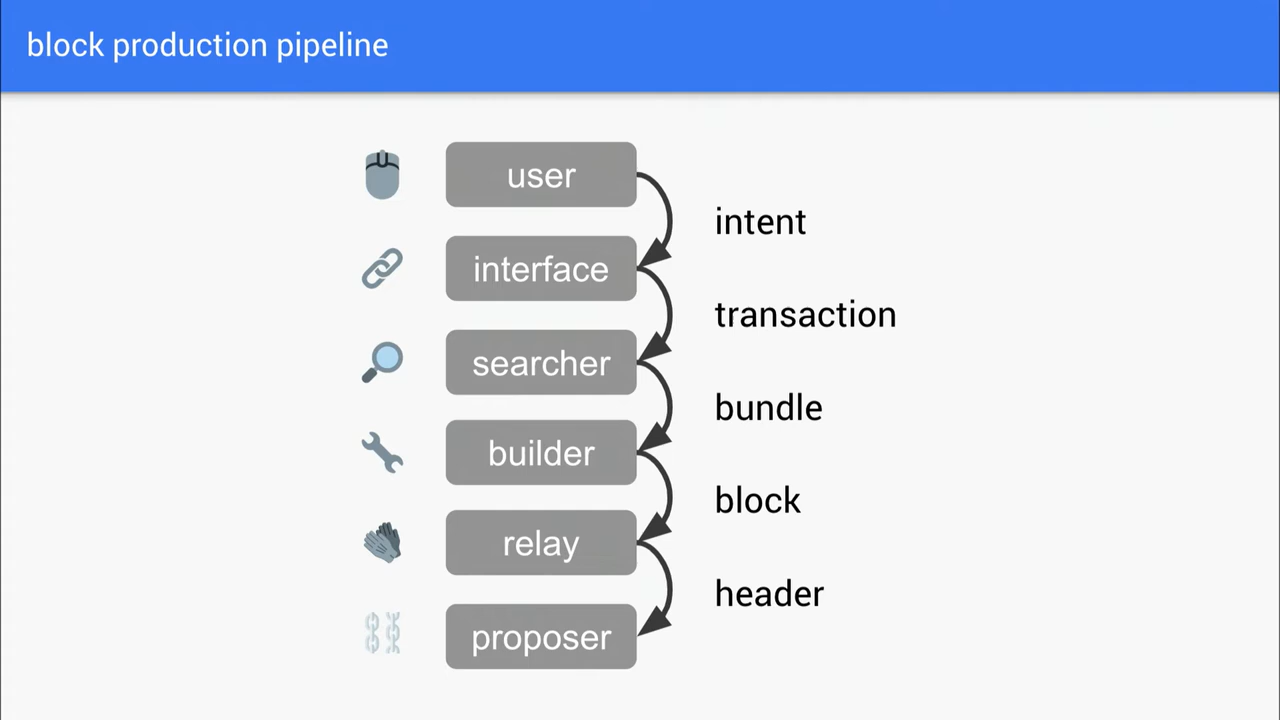 block production pipeline
user
intent
interface
transaction
searcher
bundle
builder
block
relay
header
proposer